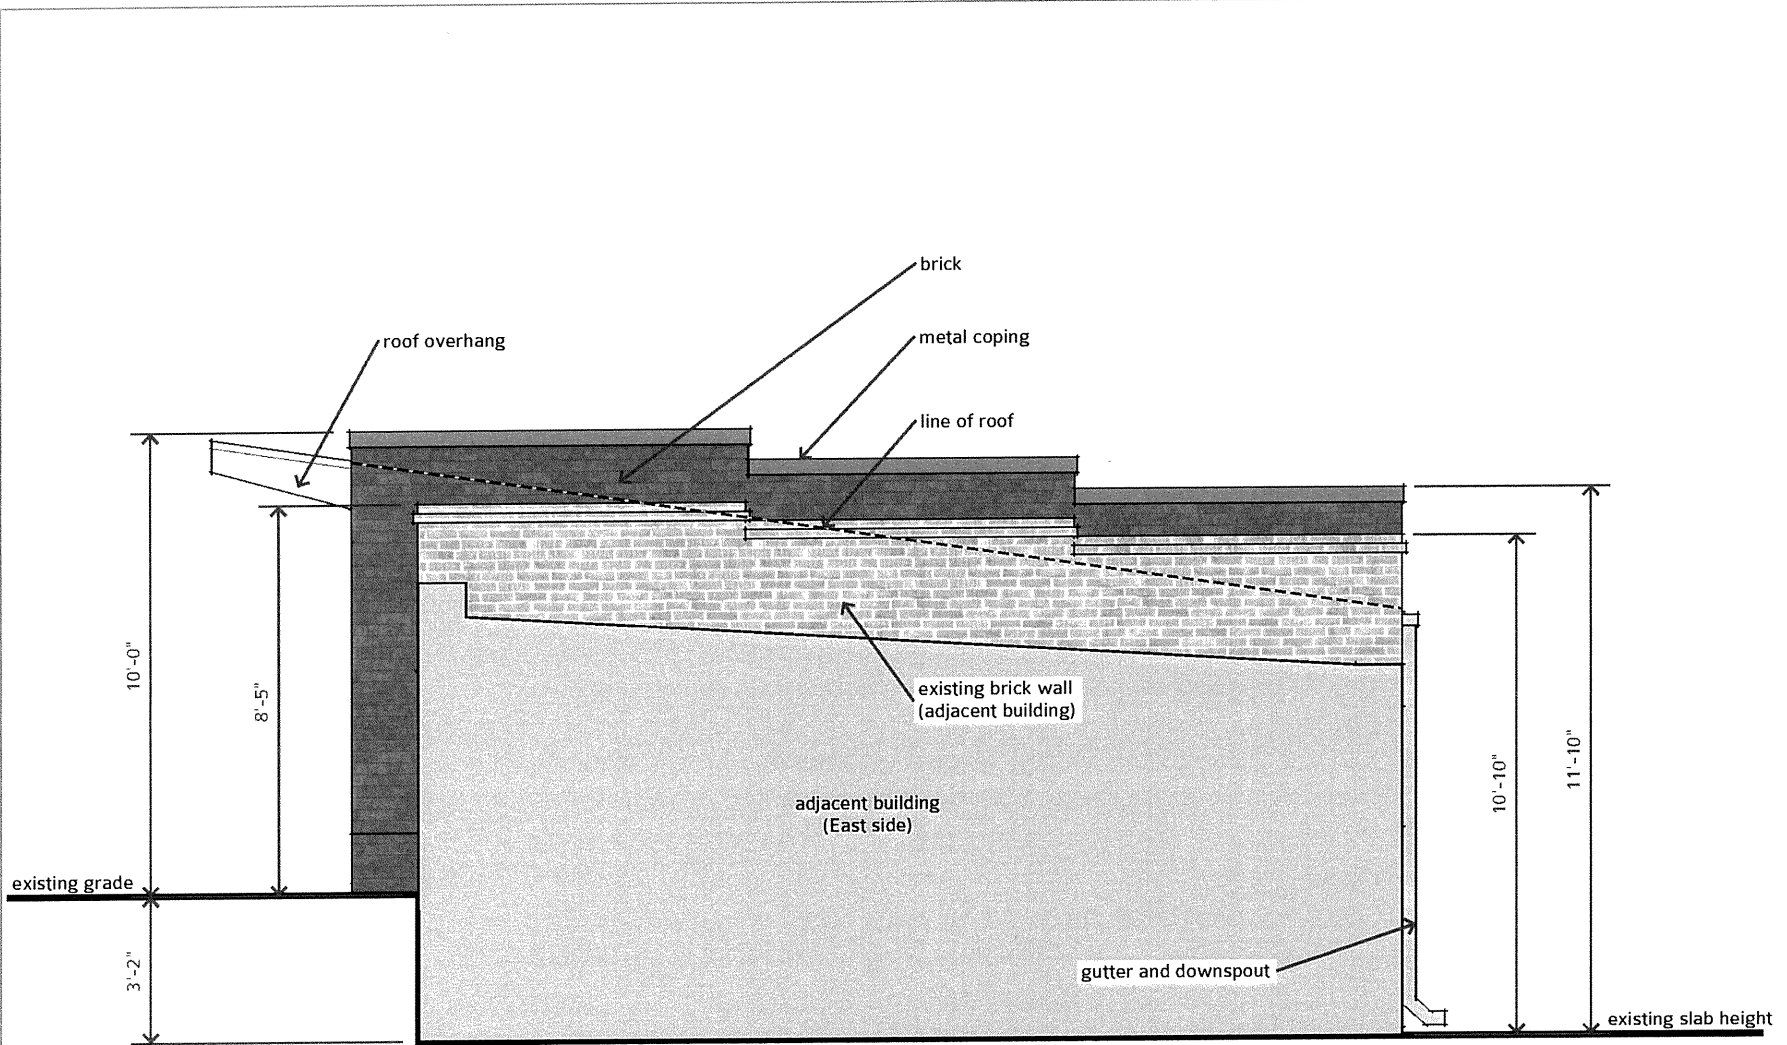 brick
roof overhang
metal coping
line of roof
10'-0"
8'-5"
existing brick wall
(adjacent building)
11'-10"
10'-10"
adjacent building
(East side)
existing grade
3'-2"
gutter and downspout
existing slab height